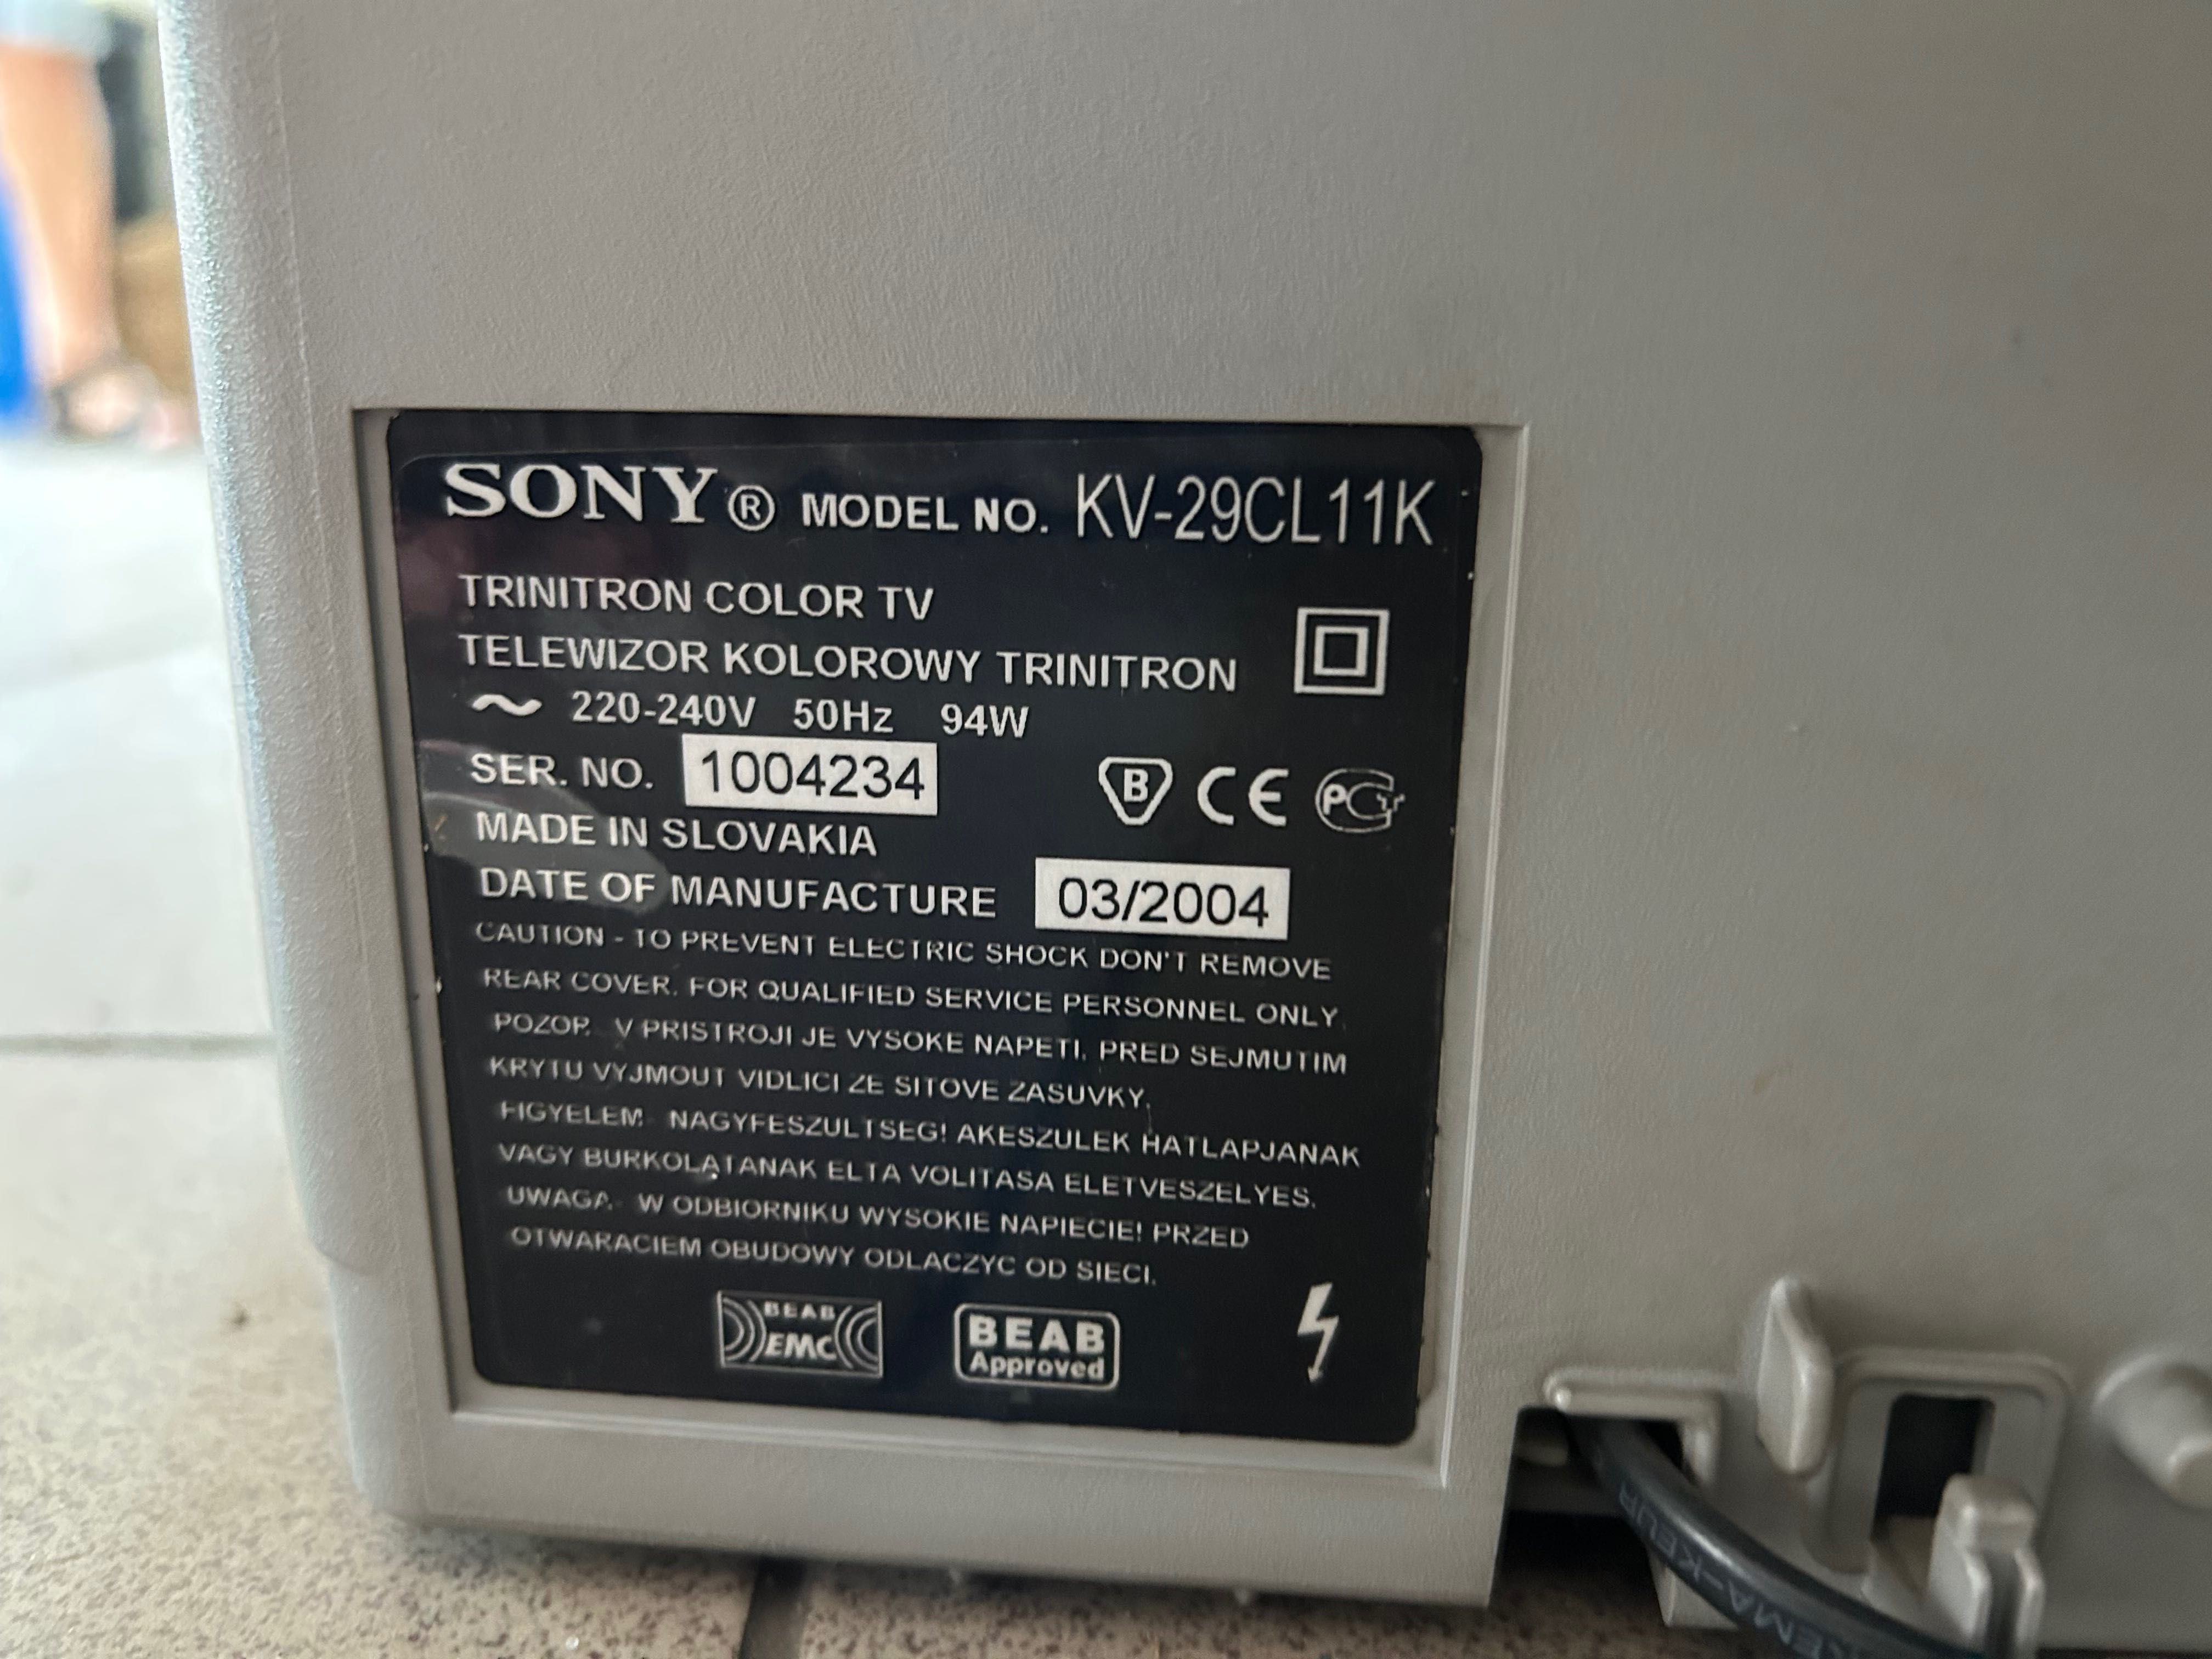 SONY® MODEL NO. KV-29CL11K
TRINITRON COLOR TV
TELEWIZOR KOLOROWY TRINITRON
~ 220-240V 50Hz 94W
SER. NO. 1004234
B CE PCT
MADE IN SLOVAKIA
DATE OF MANUFACTURE 03/2004
CAUTION - TO PREVENT ELECTRIC SHOCK DON'T REMOVE
REAR COVER. FOR QUALIFIED SERVICE PERSONNEL ONLY.
POZOR. V PRISTROJI JE VYSOKE NAPETI. PRED SEJMUTIM
KRYTU VYJMOUT VIDLICI ZE SITOVE ZASUVKY.
FIGYELEM NAGYFESZULTSEG! AKESZULEK HATLAPJANAK
VAGY BURKOLATANAK ELTA VOLITASA ELETVESZELYES.
UWAGA- W ODBIORNIKU WYSOKIE NAPIECIE! PRZED
OTWARACIEM OBUDOWY ODLACZYC OD SIECI.
BEAB
EMC
BEAB
Approved
KEMA-KEUR